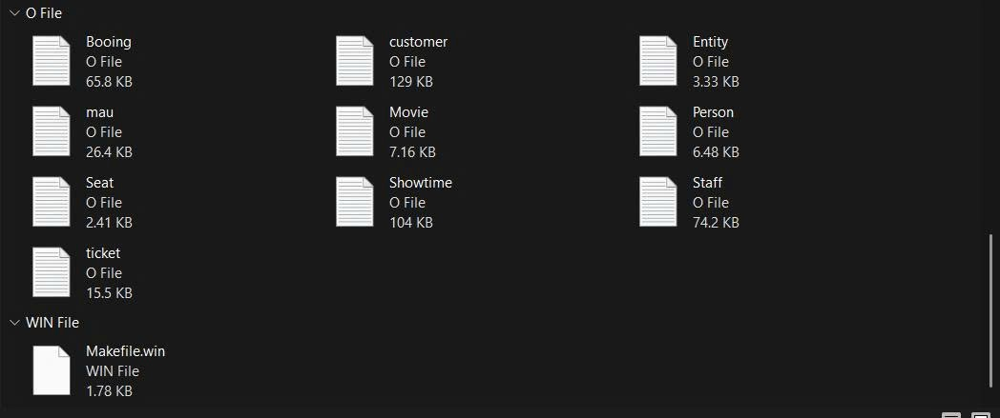 O File
Booing
O File
65.8 KB
customer
O File
129 KB
Entity
O File
3.33 KB
mau
O File
26.4 KB
Movie
O File
7.16 KB
Person
O File
6.48 KB
Seat
O File
2.41 KB
Showtime
O File
104 KB
Staff
O File
74.2 KB
ticket
O File
15.5 KB
WIN File
Makefile.win
WIN File
1.78 KB